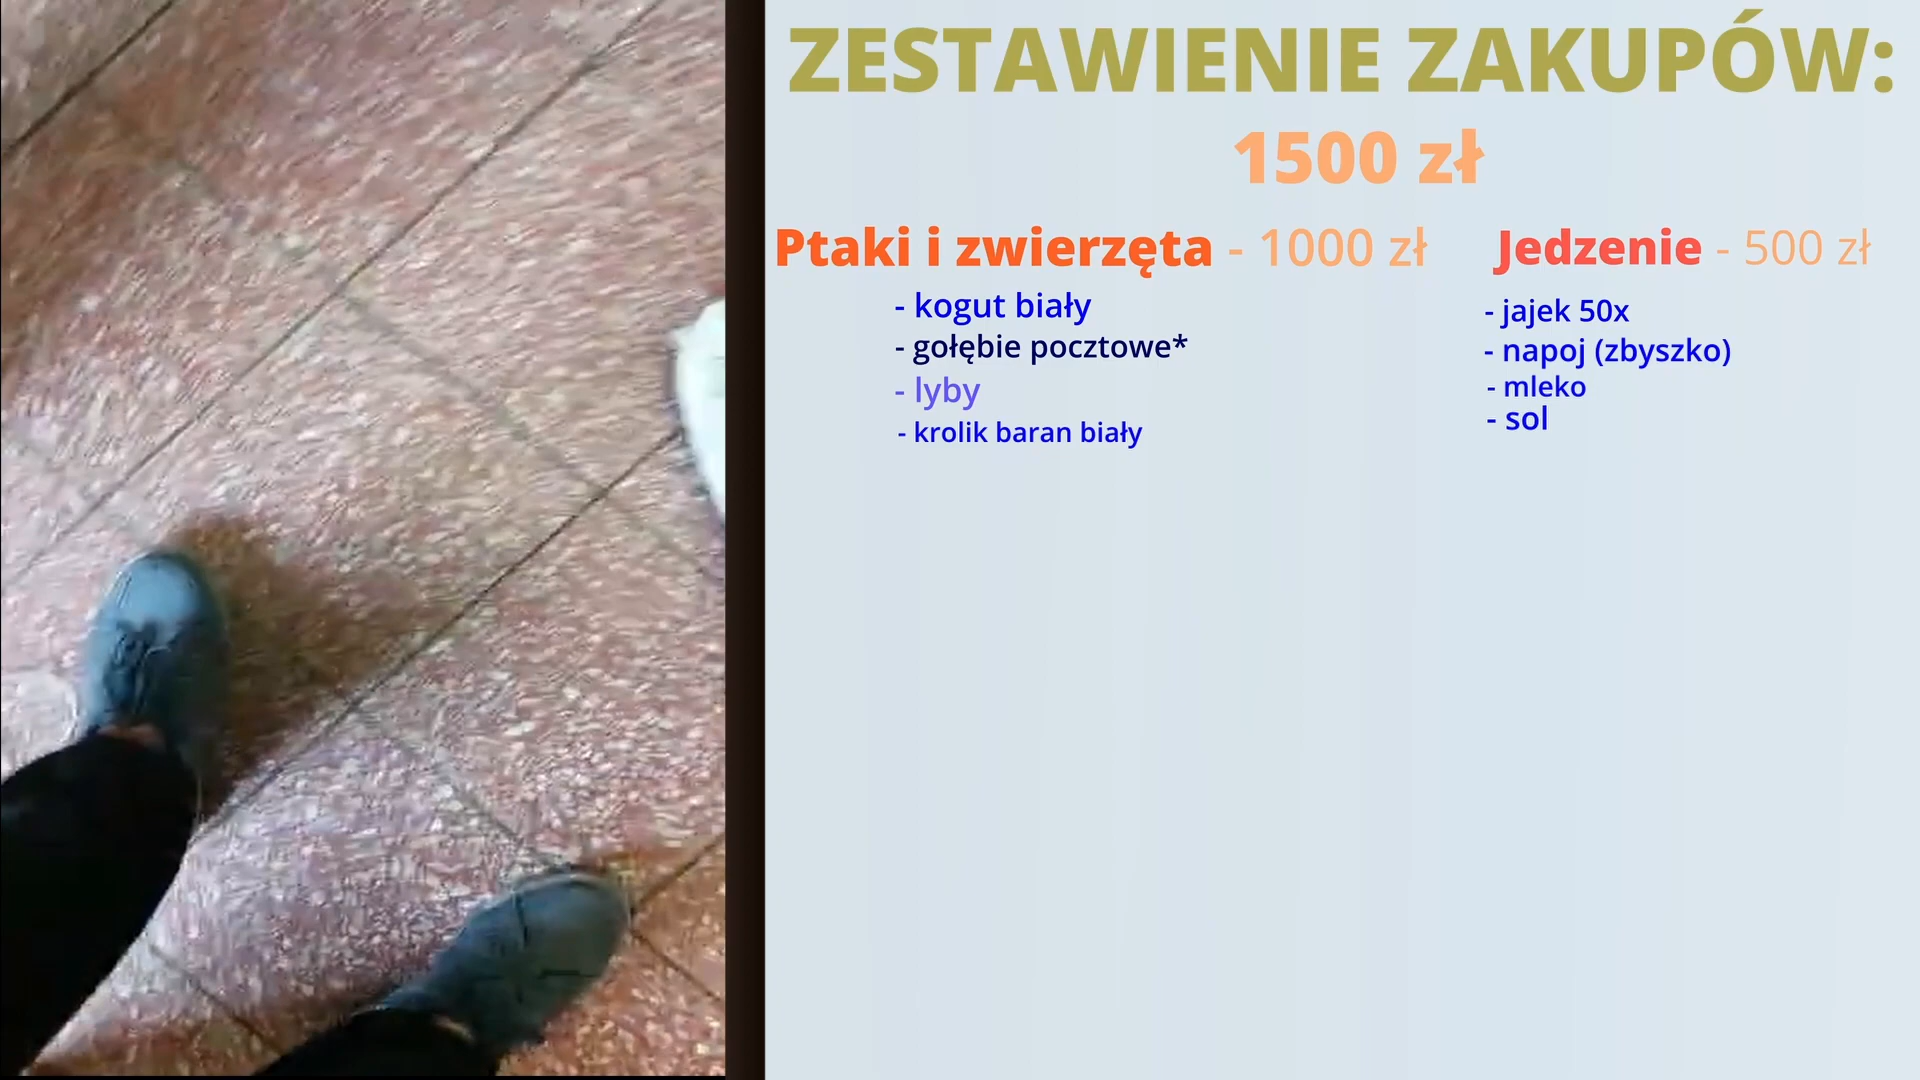 ZESTAWIENIE ZAKUPÓW:
1500 zł
Ptaki i zwierzęta - 1000 zł
- kogut biały
- gołębie pocztowe*
- lyby
- krolik baran biały
Jedzenie - 500 zł
- jajek 50x
- napoj (zbyszko)
- mleko
- sol